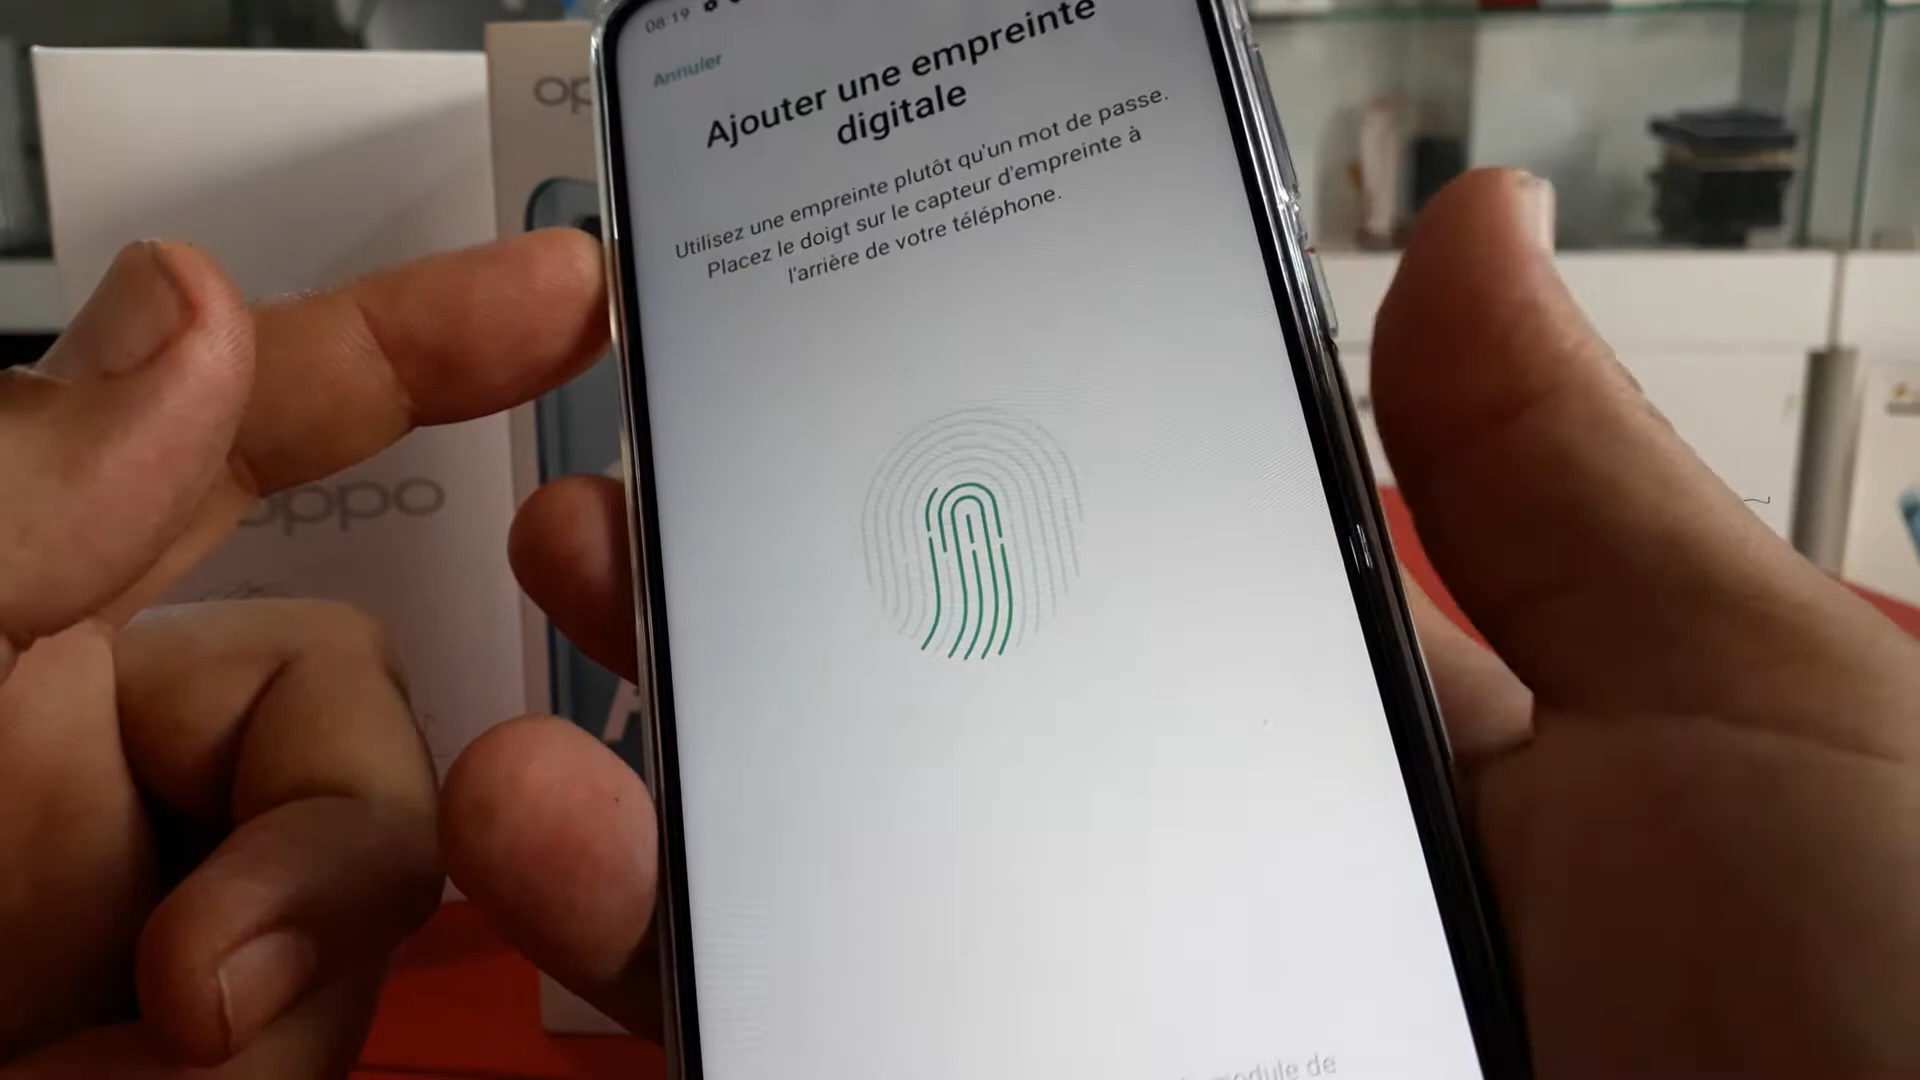 08:19
Annuler
Ajouter une empreinte
digitale
Utilisez une empreinte plutôt qu'un mot de passe.
Placez le doigt sur le capteur d'empreinte à
l'arrière de votre téléphone.
module de
oppo